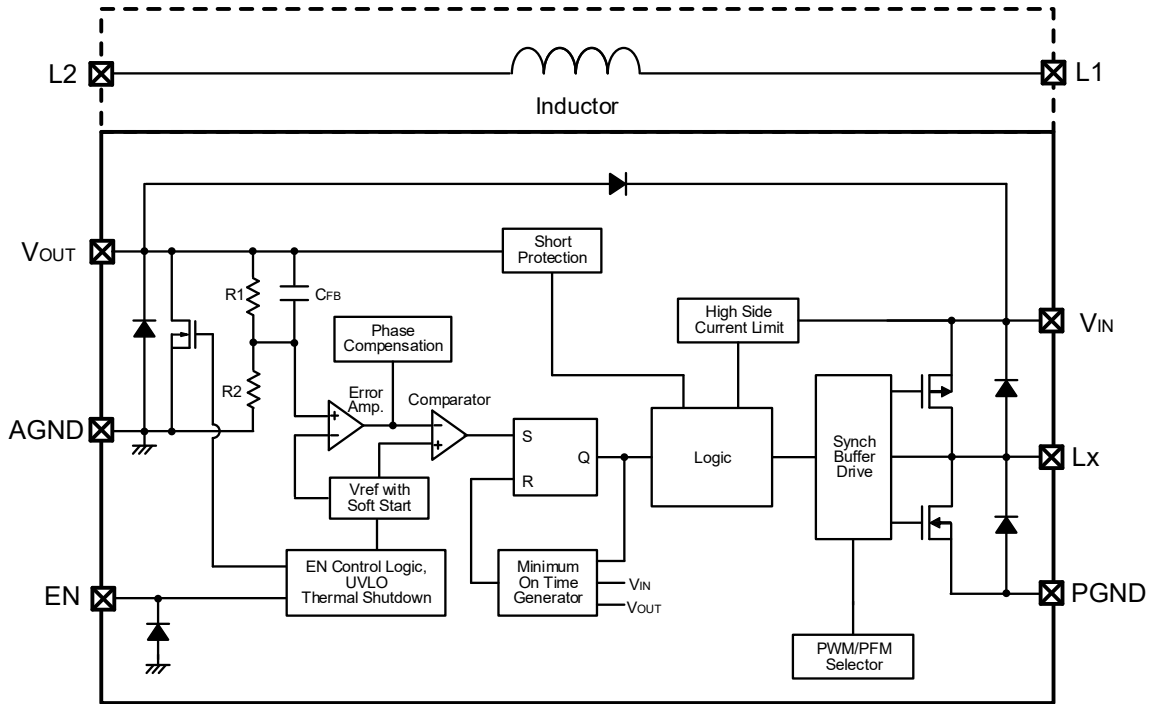 L2
L1
Inductor
VOUT
Short
Protection
R1
CFB
High Side
Current Limit
VIN
Phase
Compensation
R2
Error
Amp.
Comparator
AGND
+
−
−
+
S
Q
R
Logic
Synch
Buffer
Drive
Lx
Vref with
Soft Start
EN Control Logic,
UVLO
Thermal Shutdown
Minimum
On Time
Generator
VIN
VOUT
EN
PGND
PWM/PFM
Selector